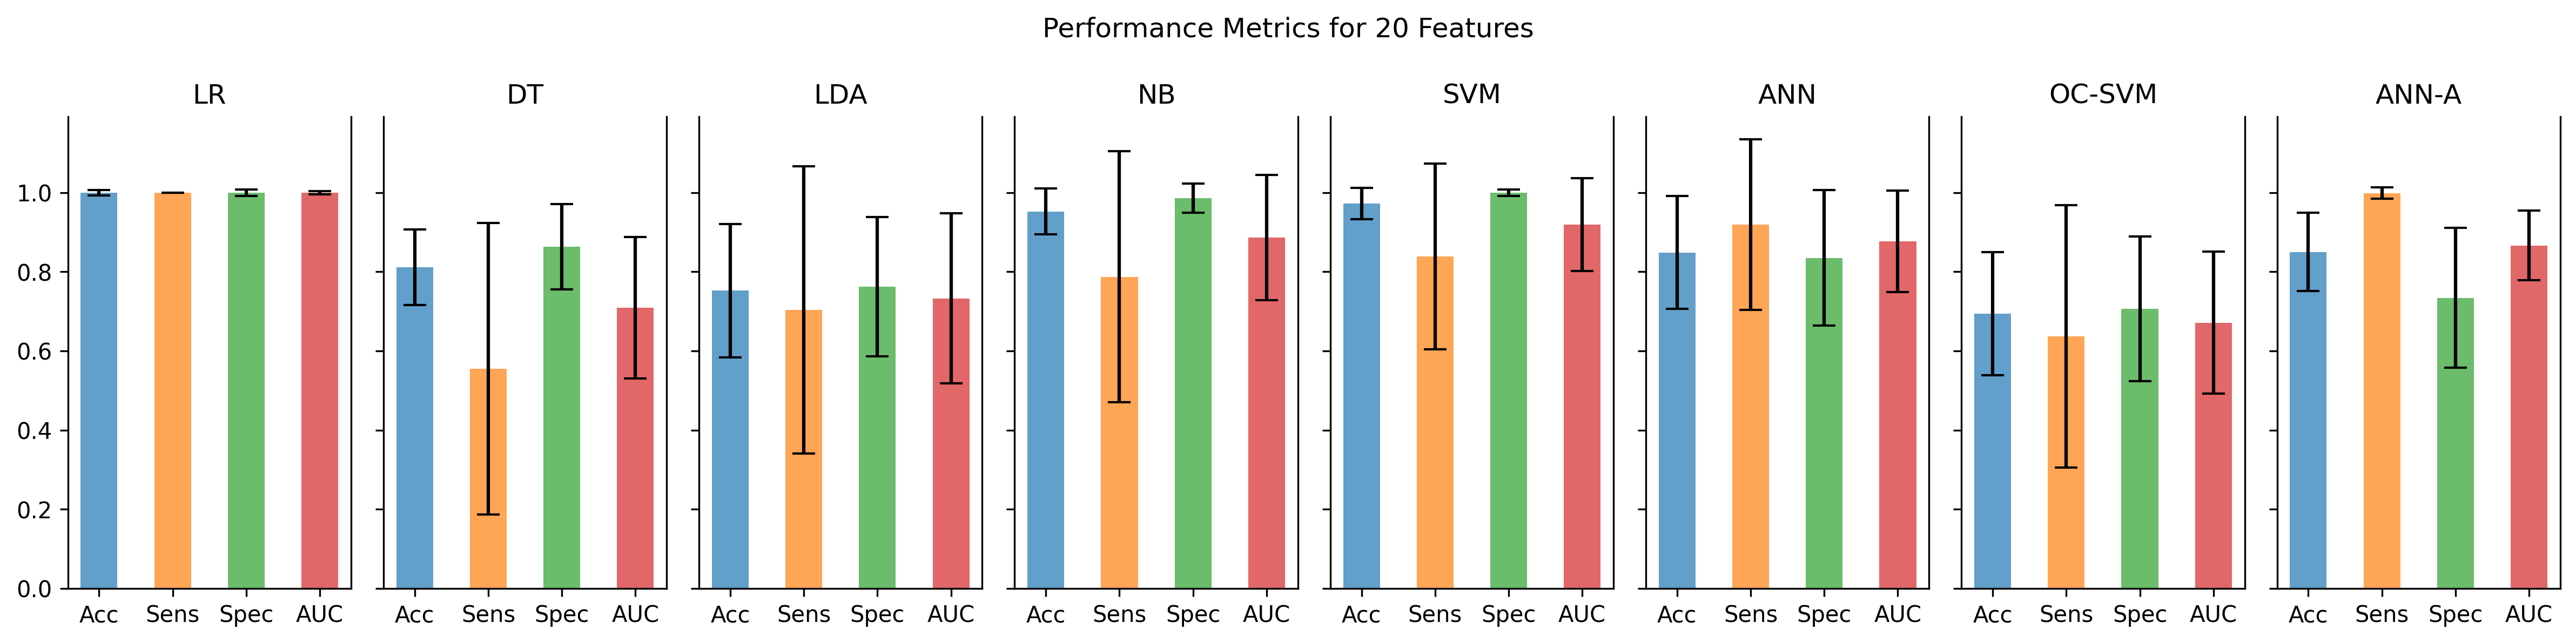 Performance Metrics for 20 Features
LR DT LDA NB SVM ANN OC-SVM ANN-A
1.0
0.8
0.6
0.4
0.2
0.0
Acc Sens Spec AUC Acc Sens Spec AUC Acc Sens Spec AUC Acc Sens Spec AUC Acc Sens Spec AUC Acc Sens Spec AUC Acc Sens Spec AUC Acc Sens Spec AUC